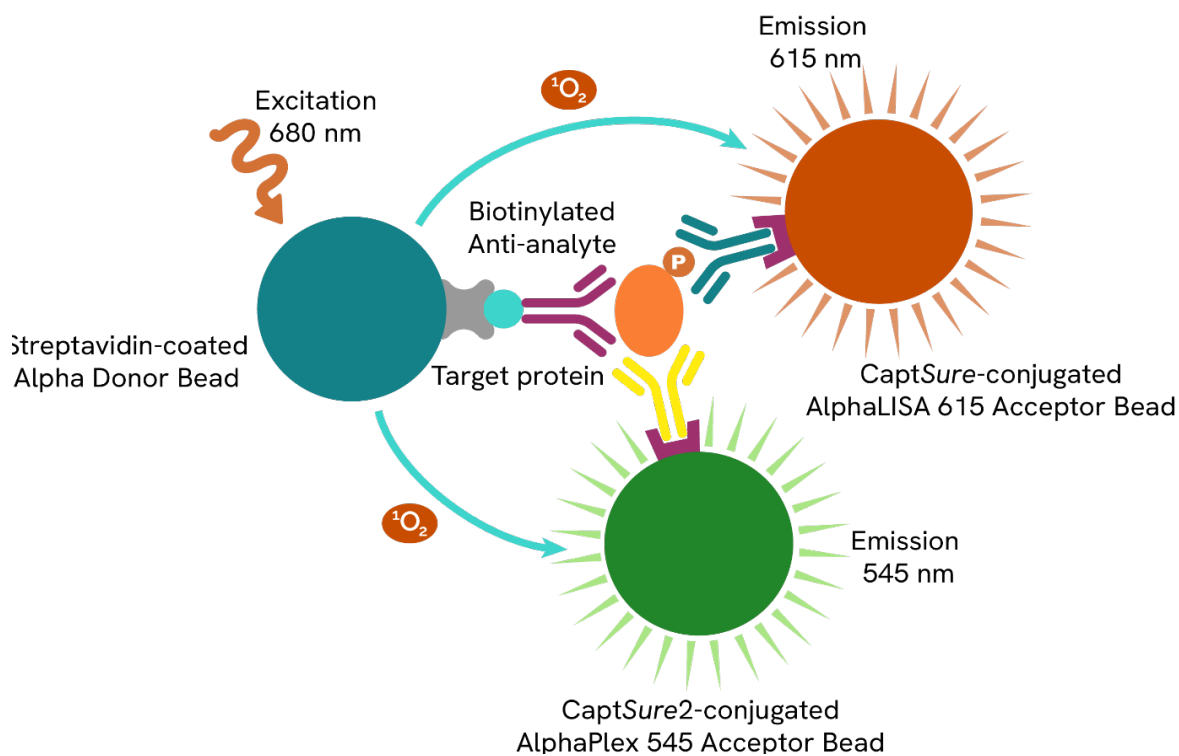 Emission
615 nm
¹O₂
Excitation
680 nm
Biotinylated
Anti-analyte
P
Streptavidin-coated
Alpha Donor Bead
Target protein
CaptSure-conjugated
AlphaLISA 615 Acceptor Bead
¹O₂
Emission
545 nm
CaptSure2-conjugated
AlphaPlex 545 Acceptor Bead